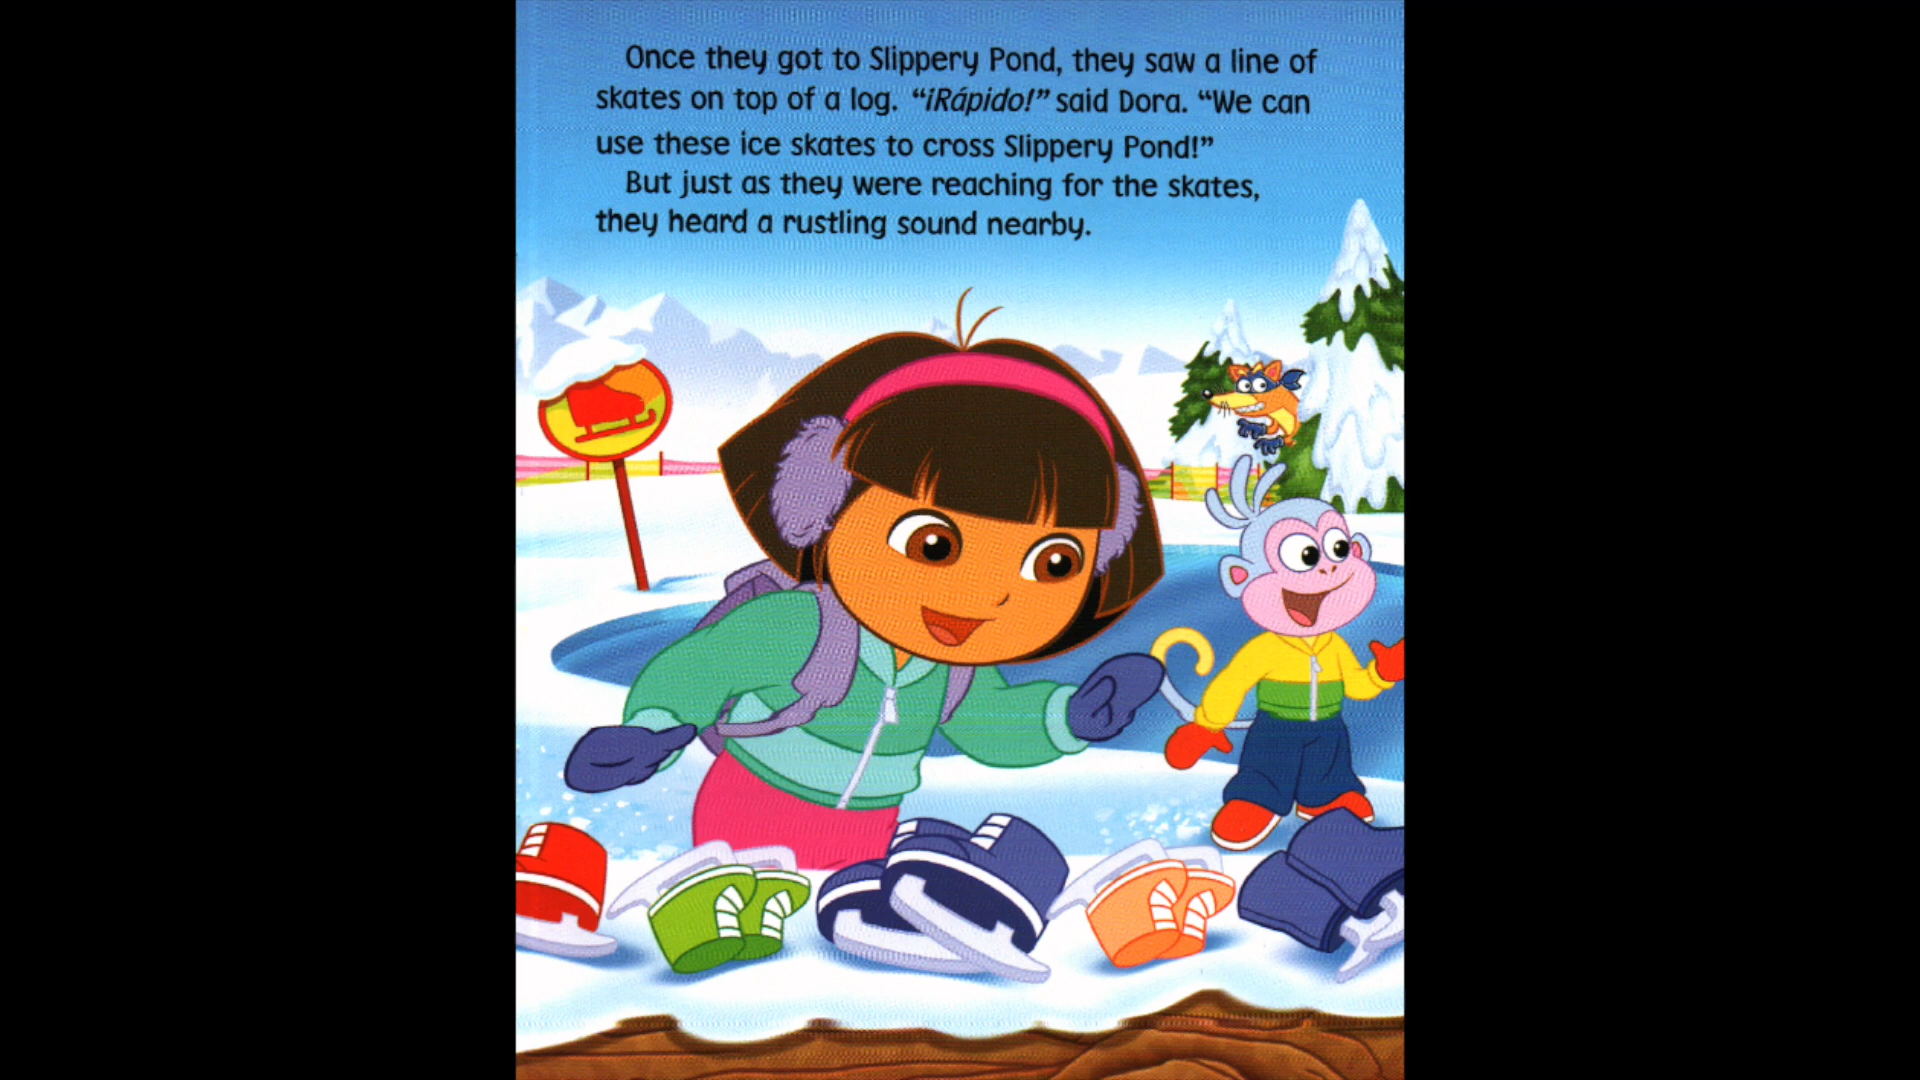 Once they got to Slippery Pond, they saw a line of
skates on top of a log. “¡Rápido!” said Dora. “We can
use these ice skates to cross Slippery Pond!”
But just as they were reaching for the skates,
they heard a rustling sound nearby.